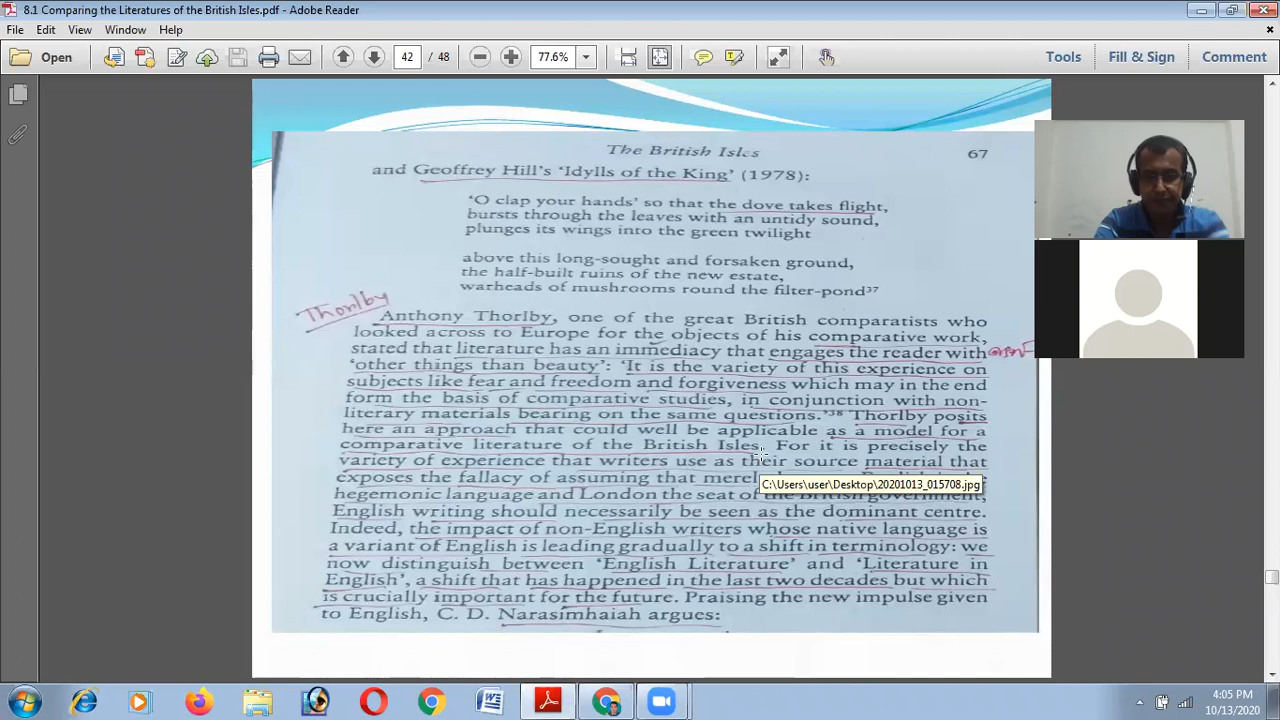 8.1 Comparing the Literatures of the British Isles.pdf - Adobe Reader
File Edit View Window Help
Open 42 / 48 77.6% Tools Fill & Sign Comment
The British Isles 67
and Geoffrey Hill's 'Idylls of the King' (1978):
'O clap your hands' so that the dove takes flight,
bursts through the leaves with an untidy sound,
plunges its wings into the green twilight
above this long-sought and forsaken ground,
the half-built ruins of the new estate,
warheads of mushrooms round the filter-pond³⁷
Thorlby
Anthony Thorlby, one of the great British comparatists who
looked across to Europe for the objects of his comparative work,
stated that literature has an immediacy that engages the reader with
'other things than beauty': 'It is the variety of this experience on
subjects like fear and freedom and forgiveness which may in the end
form the basis of comparative studies, in conjunction with non-
literary materials bearing on the same questions.'³⁸ Thorlby posits
here an approach that could well be applicable as a model for a
comparative literature of the British Isles. For it is precisely the
variety of experience that writers use as their source material that
exposes the fallacy of assuming that
C:\Users\user\Desktop\20201013_015708.jpg
hegemonic language and London the seat of the British government,
English writing should necessarily be seen as the dominant centre.
Indeed, the impact of non-English writers whose native language is
a variant of English is leading gradually to a shift in terminology: we
now distinguish between 'English Literature' and 'Literature in
English', a shift that has happened in the last two decades but which
is crucially important for the future. Praising the new impulse given
to English, C. D. Narasimhaiah argues:
4:05 PM
10/13/2020